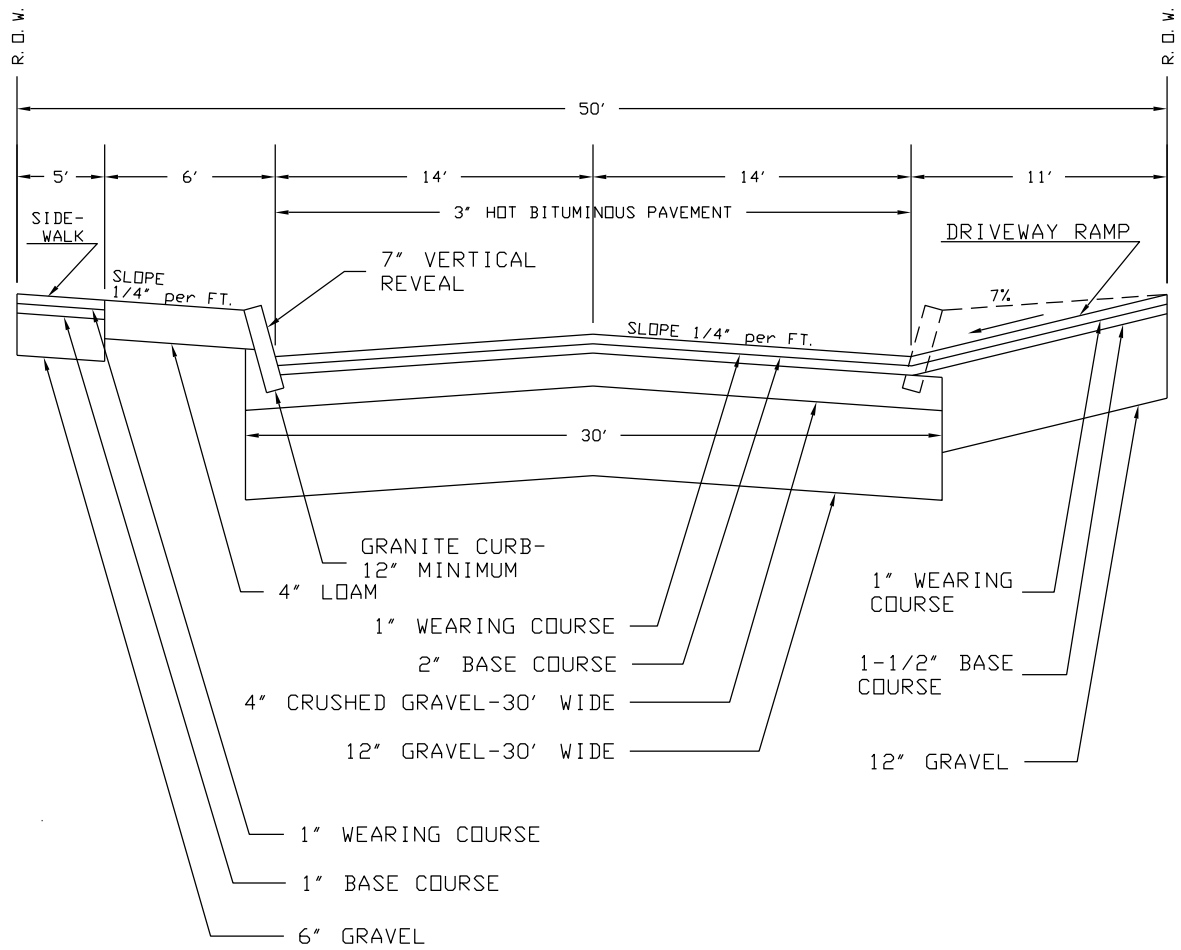 R.O.W.
R.O.W.
50'
5'
6'
14'
14'
11'
3" HOT BITUMINOUS PAVEMENT
SIDE-
WALK
DRIVEWAY RAMP
7" VERTICAL
REVEAL
SLOPE
1/4" per FT.
7%
SLOPE 1/4" per FT.
30'
GRANITE CURB-
12" MINIMUM
4" LOAM
1" WEARING
COURSE
1" WEARING COURSE
2" BASE COURSE
1-1/2" BASE
COURSE
4" CRUSHED GRAVEL-30' WIDE
12" GRAVEL-30' WIDE
12" GRAVEL
1" WEARING COURSE
1" BASE COURSE
6" GRAVEL